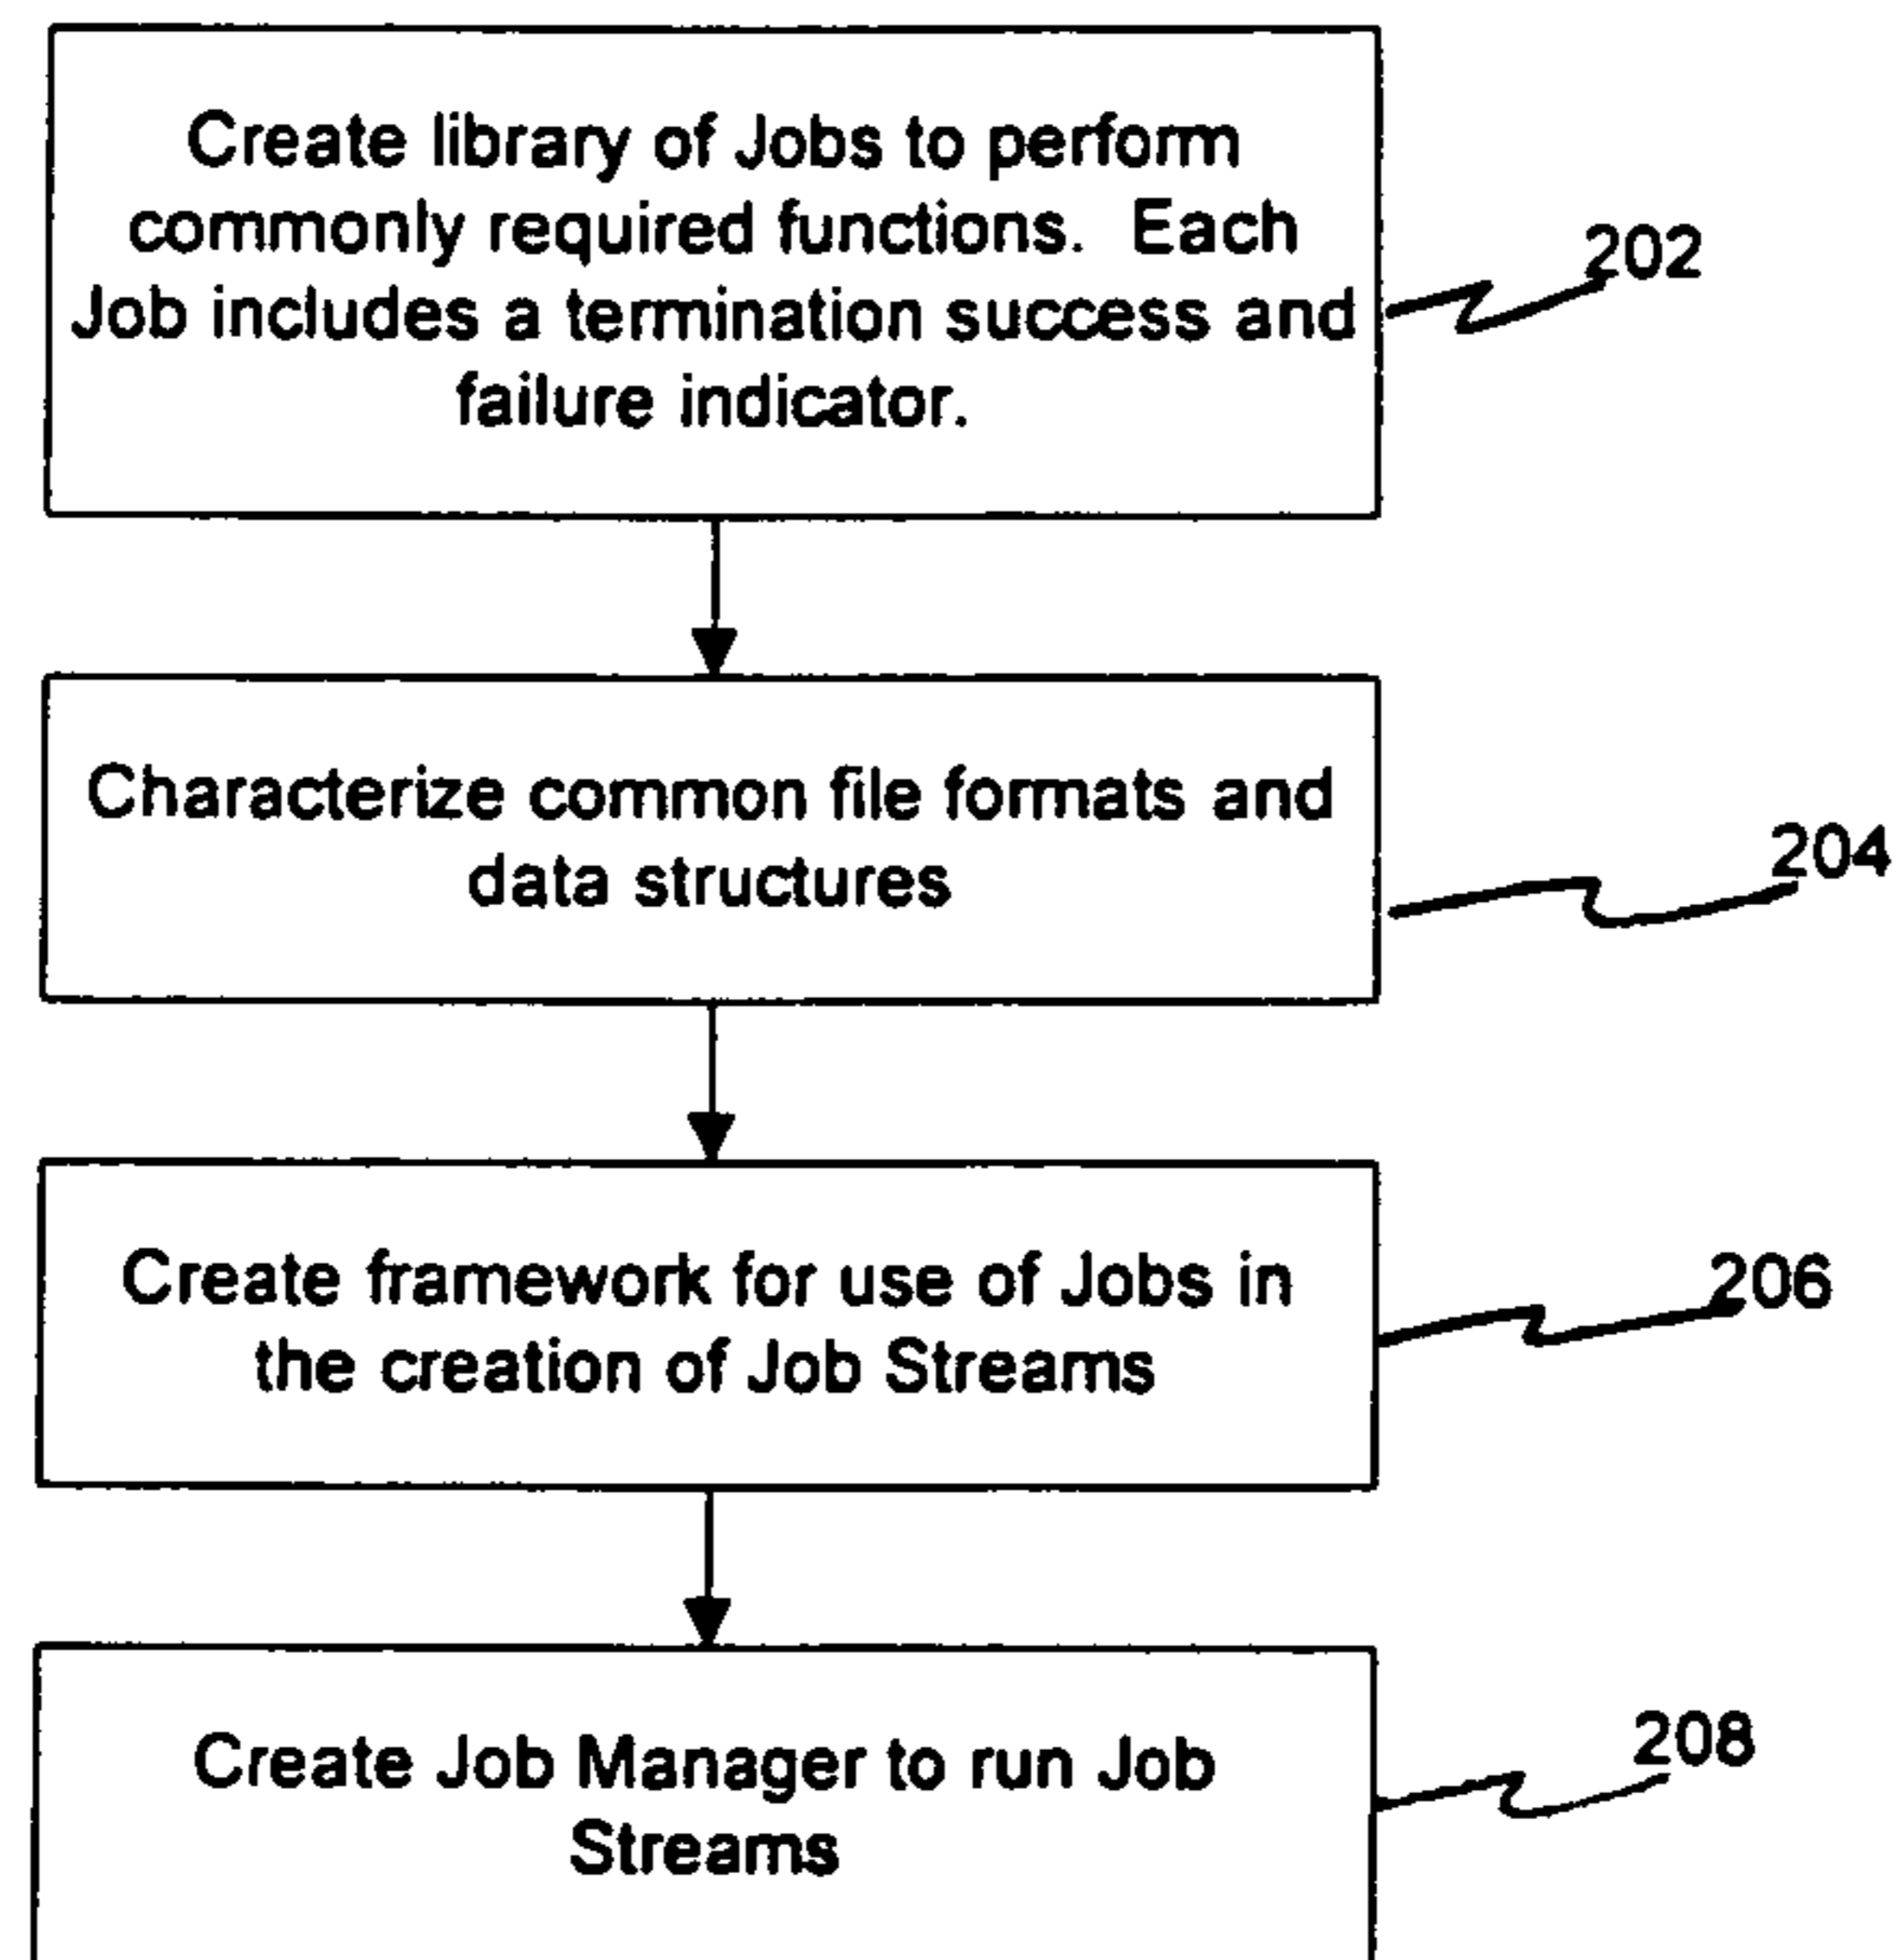 Create library of Jobs to perform
commonly required functions. Each
Job includes a termination success and
failure indicator.
202
Characterize common file formats and
data structures
204
Create framework for use of Jobs in
the creation of Job Streams
206
Create Job Manager to run Job
Streams
208